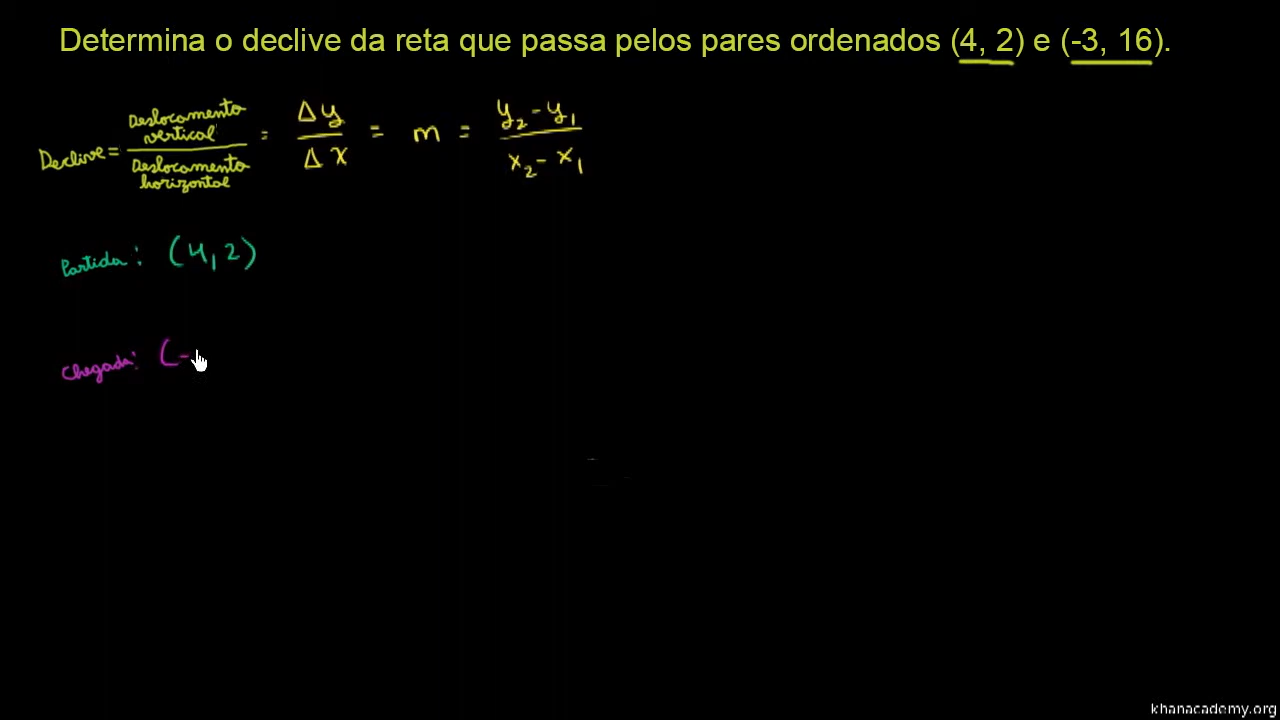 Determina o declive da reta que passa pelos pares ordenados (4, 2) e (-3, 16).
Declive = Deslocamento vertical / Deslocamento horizontal = Δy / Δx = m = y₂ - y₁ / x₂ - x₁
Partida: (4, 2)
Chegada: (-
khanacademy.org